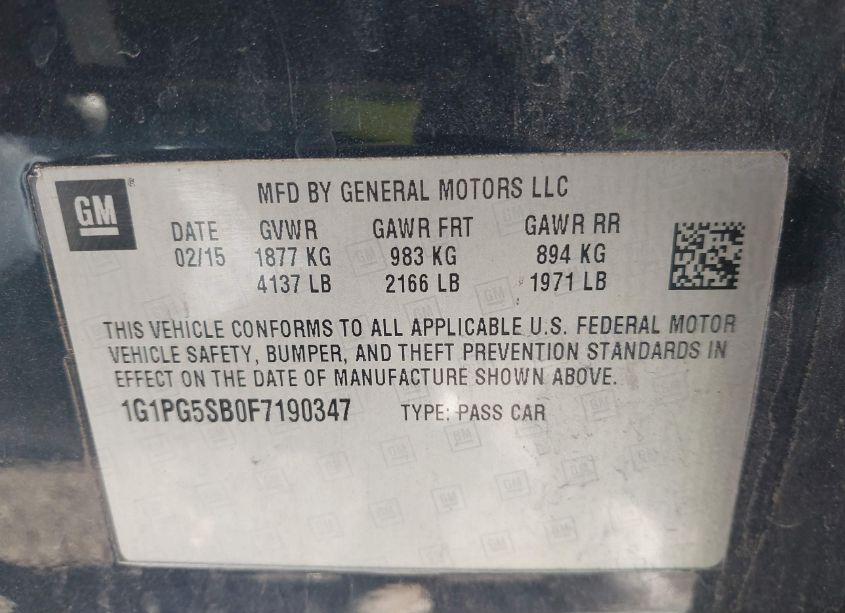 GM
MFD BY GENERAL MOTORS LLC
DATE GVWR GAWR FRT GAWR RR
02/15 1877 KG 983 KG 894 KG
4137 LB 2166 LB 1971 LB
THIS VEHICLE CONFORMS TO ALL APPLICABLE U.S. FEDERAL MOTOR
VEHICLE SAFETY, BUMPER, AND THEFT PREVENTION STANDARDS IN
EFFECT ON THE DATE OF MANUFACTURE SHOWN ABOVE.
1G1PG5SB0F7190347 TYPE: PASS CAR